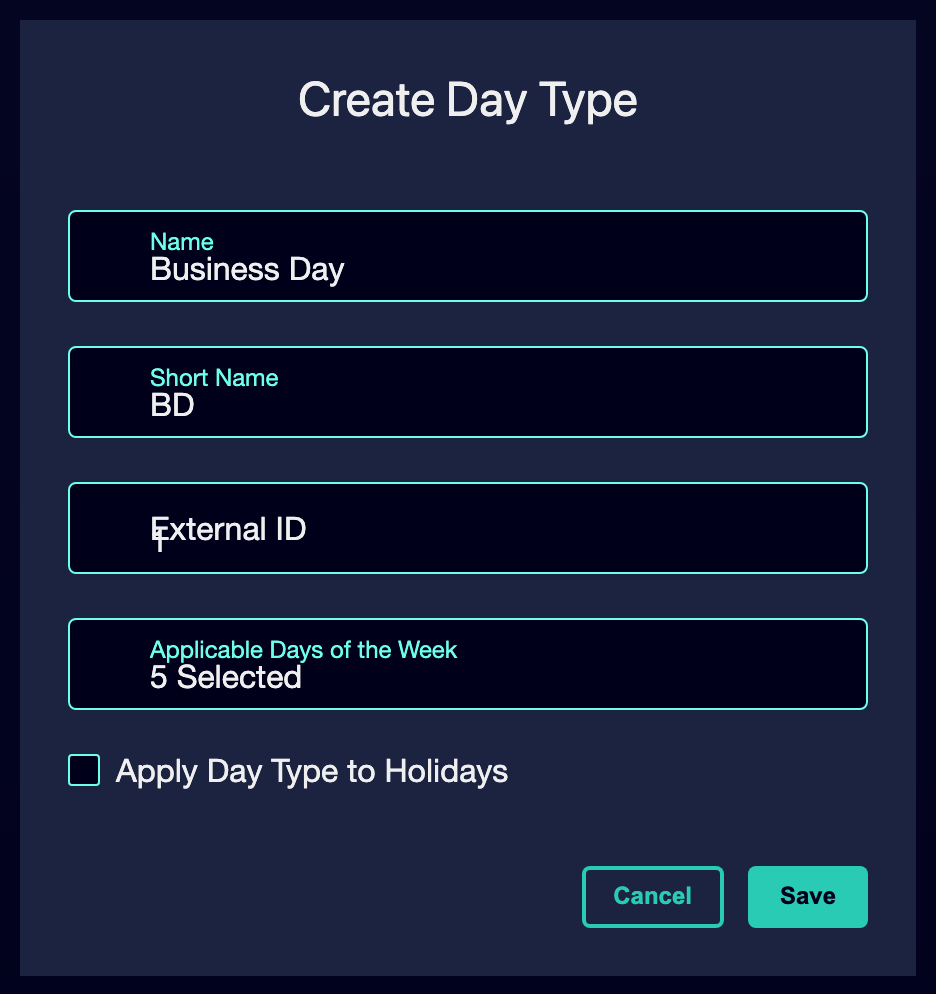 Create Day Type
Name
Business Day
Short Name
BD
External ID
Applicable Days of the Week
5 Selected
Apply Day Type to Holidays
Cancel
Save